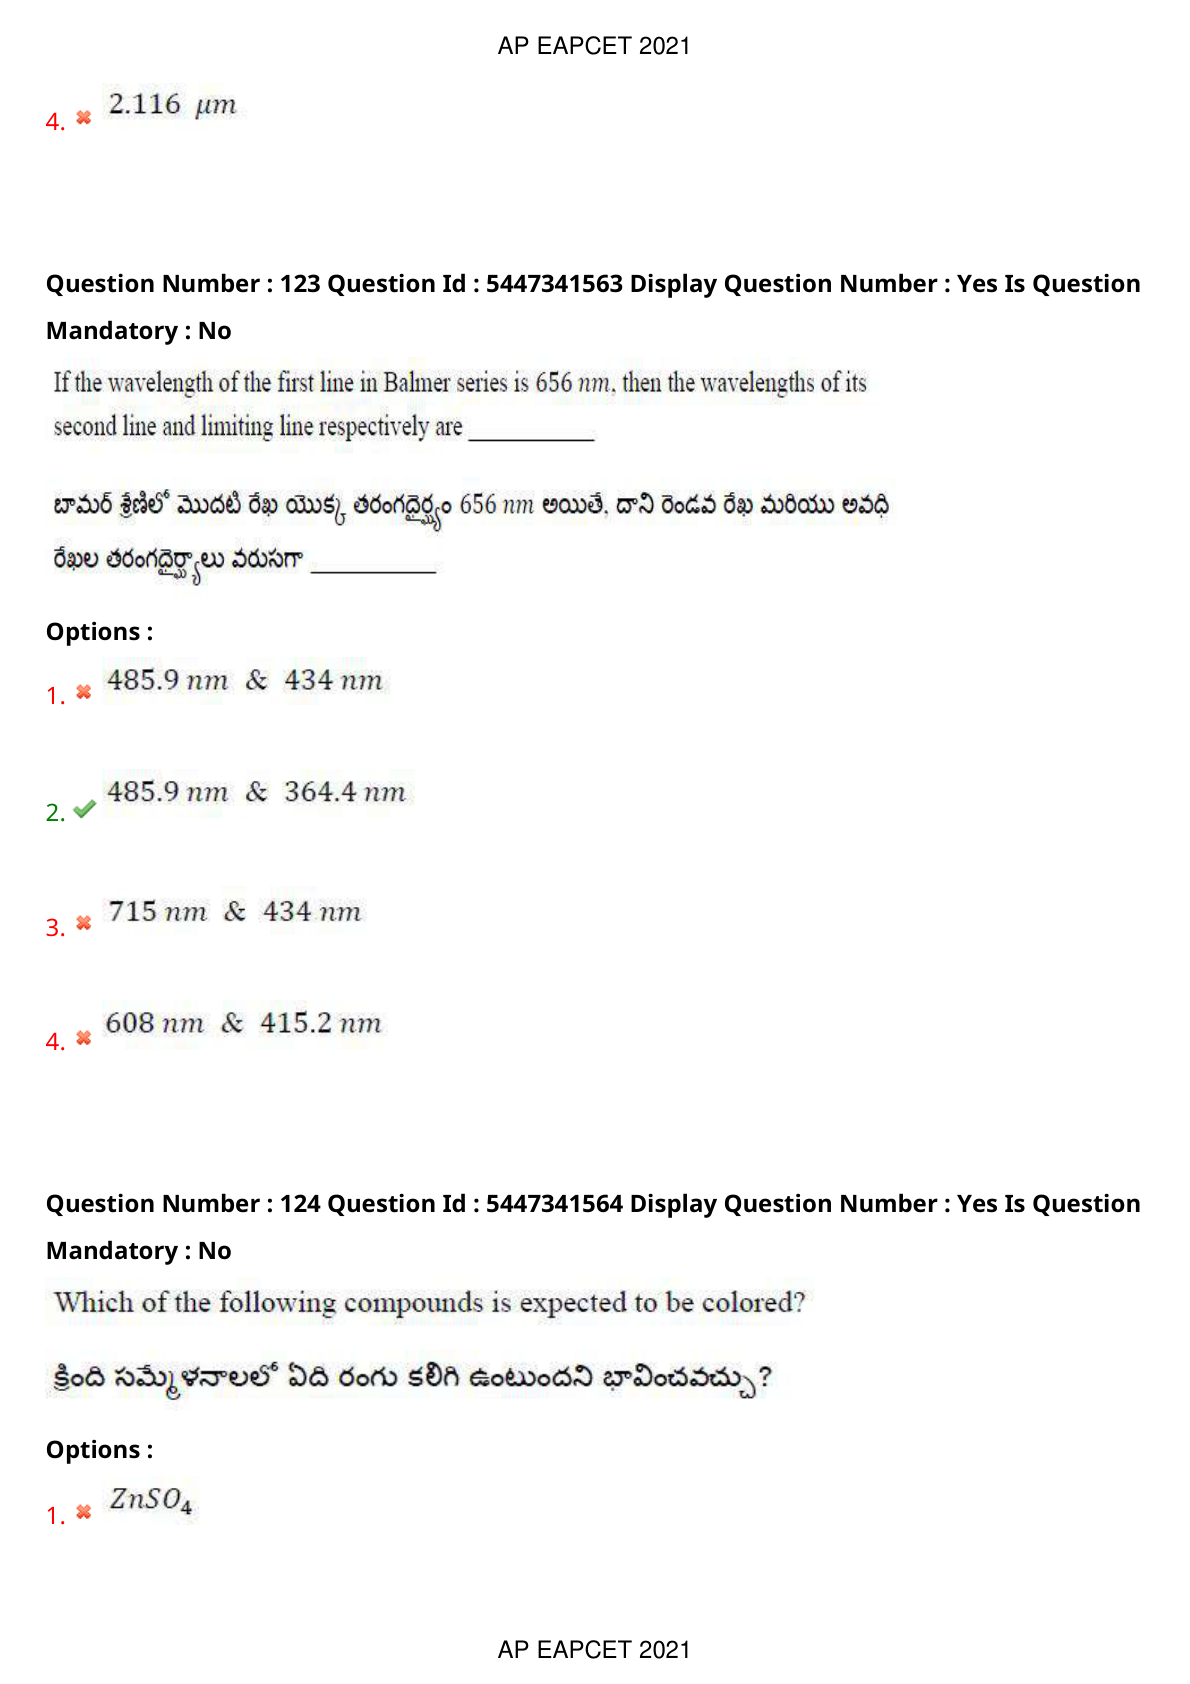 AP EAPCET 2021
4. 2.116 μm
Question Number : 123 Question Id : 5447341563 Display Question Number : Yes Is Question
Mandatory : No
If the wavelength of the first line in Balmer series is 656 nm, then the wavelengths of its
second line and limiting line respectively are __________
బామర్ శ్రేణిలో మొదటి రేఖ యొక్క తరంగదైర్ఘ్యం 656 nm అయితే, దాని రెండవ రేఖ మరియు అవధి
రేఖల తరంగదైర్ఘ్యాలు వరుసగా __________
Options :
1. 485.9 nm & 434 nm
2. 485.9 nm & 364.4 nm
3. 715 nm & 434 nm
4. 608 nm & 415.2 nm
Question Number : 124 Question Id : 5447341564 Display Question Number : Yes Is Question
Mandatory : No
Which of the following compounds is expected to be colored?
క్రింది సమ్మేళనాలలో ఏది రంగు కలిగి ఉంటుందని భావించవచ్చు?
Options :
1. ZnSO₄
AP EAPCET 2021